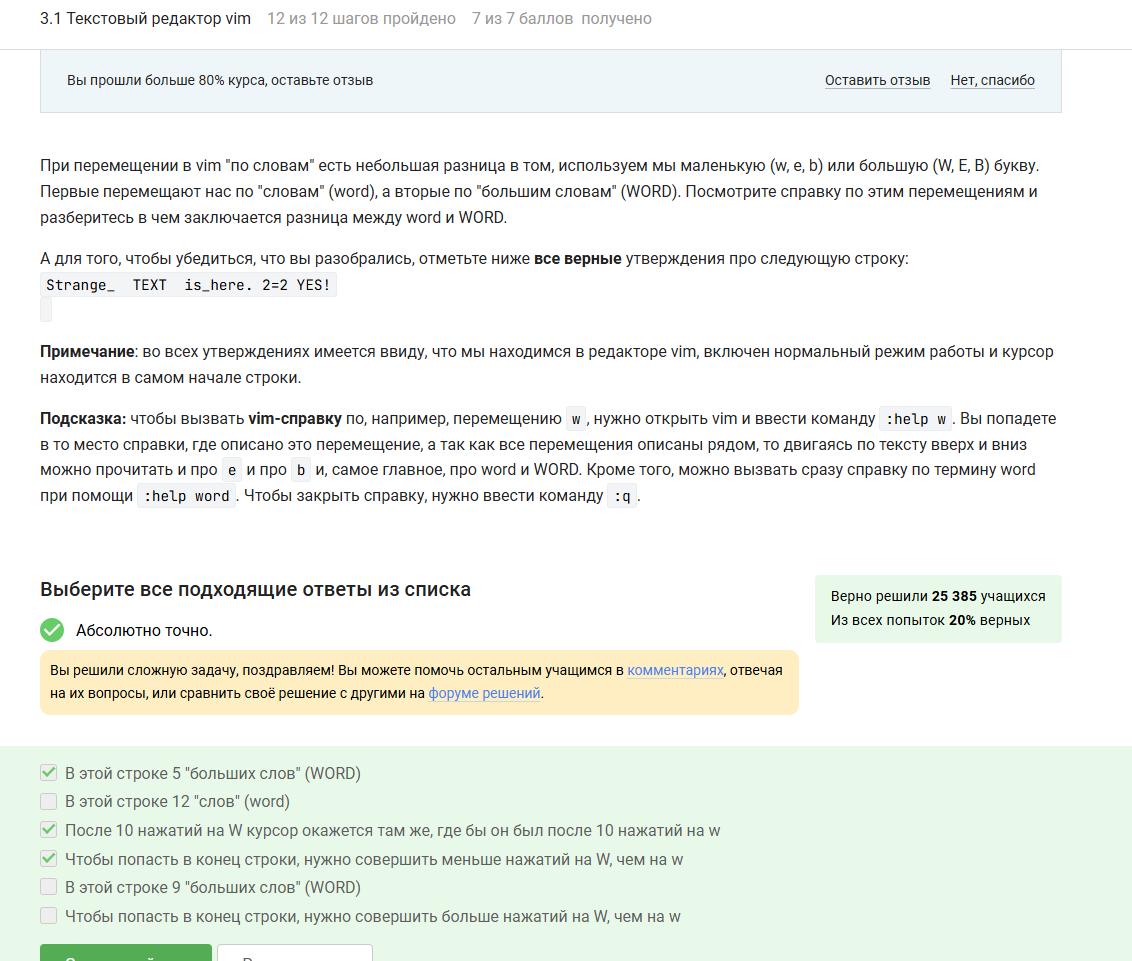 3.1 Текстовый редактор vim 12 из 12 шагов пройдено 7 из 7 баллов получено
Вы прошли больше 80% курса, оставьте отзыв Оставить отзыв Нет, спасибо
При перемещении в vim "по словам" есть небольшая разница в том, используем мы маленькую (w, e, b) или большую (W, E, B) букву.
Первые перемещают нас по "словам" (word), а вторые по "большим словам" (WORD). Посмотрите справку по этим перемещениям и
разберитесь в чем заключается разница между word и WORD.
А для того, чтобы убедиться, что вы разобрались, отметьте ниже все верные утверждения про следующую строку:
Strange_  TEXT  is_here. 2=2 YES!
Примечание: во всех утверждениях имеется ввиду, что мы находимся в редакторе vim, включен нормальный режим работы и курсор
находится в самом начале строки.
Подсказка: чтобы вызвать vim-справку по, например, перемещению w, нужно открыть vim и ввести команду :help w. Вы попадете
в то место справки, где описано это перемещение, а так как все перемещения описаны рядом, то двигаясь по тексту вверх и вниз
можно прочитать и про e и про b и, самое главное, про word и WORD. Кроме того, можно вызвать сразу справку по термину word
при помощи :help word. Чтобы закрыть справку, нужно ввести команду :q.
Выберите все подходящие ответы из списка
Верно решили 25 385 учащихся
Из всех попыток 20% верных
Абсолютно точно.
Вы решили сложную задачу, поздравляем! Вы можете помочь остальным учащимся в комментариях, отвечая
на их вопросы, или сравнить своё решение с другими на форуме решений.
В этой строке 5 "больших слов" (WORD)
В этой строке 12 "слов" (word)
После 10 нажатий на W курсор окажется там же, где бы он был после 10 нажатий на w
Чтобы попасть в конец строки, нужно совершить меньше нажатий на W, чем на w
В этой строке 9 "больших слов" (WORD)
Чтобы попасть в конец строки, нужно совершить больше нажатий на W, чем на w